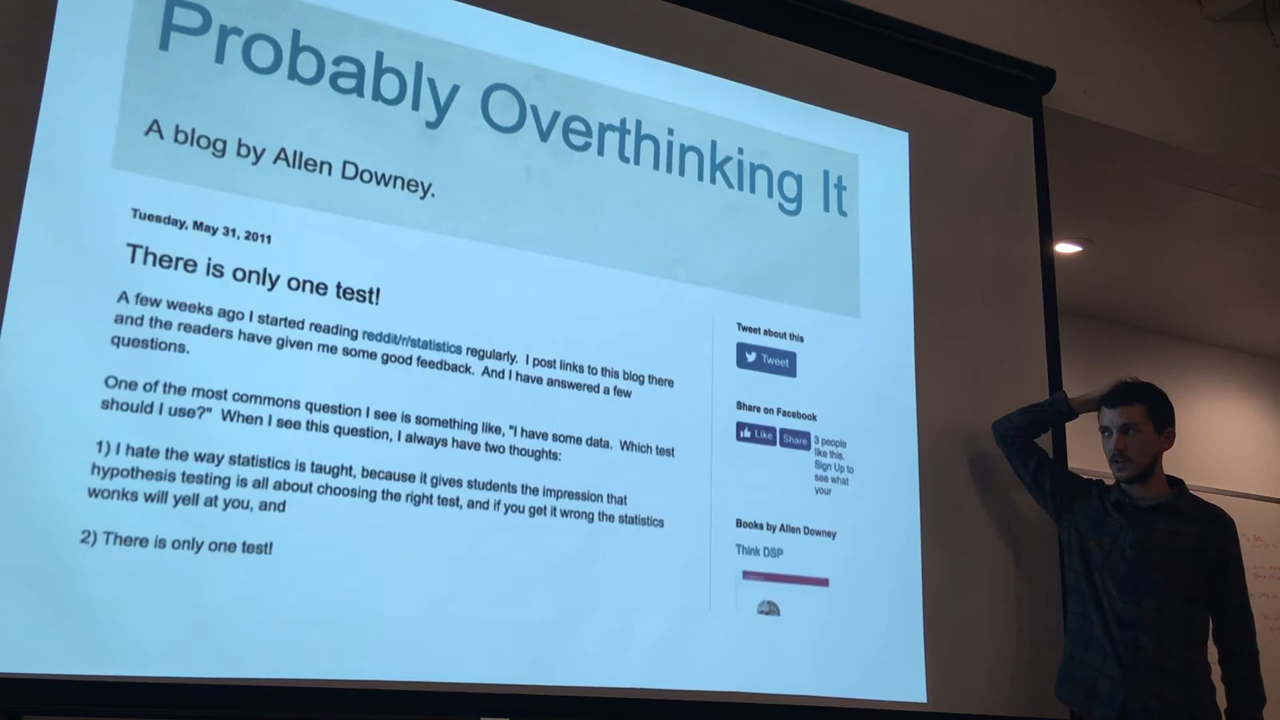 Probably Overthinking It
A blog by Allen Downey.
Tuesday, May 31, 2011
There is only one test!
A few weeks ago I started reading reddit/r/statistics regularly. I post links to this blog there
and the readers have given me some good feedback. And I have answered a few
questions.
One of the most commons question I see is something like, "I have some data. Which test
should I use?" When I see this question, I always have two thoughts:
1) I hate the way statistics is taught, because it gives students the impression that
hypothesis testing is all about choosing the right test, and if you get it wrong the statistics
wonks will yell at you, and
2) There is only one test!
Tweet about this
Tweet
Share on Facebook
Like Share 3 people
like this.
Sign Up to
see what
your
Books by Allen Downey
Think DSP